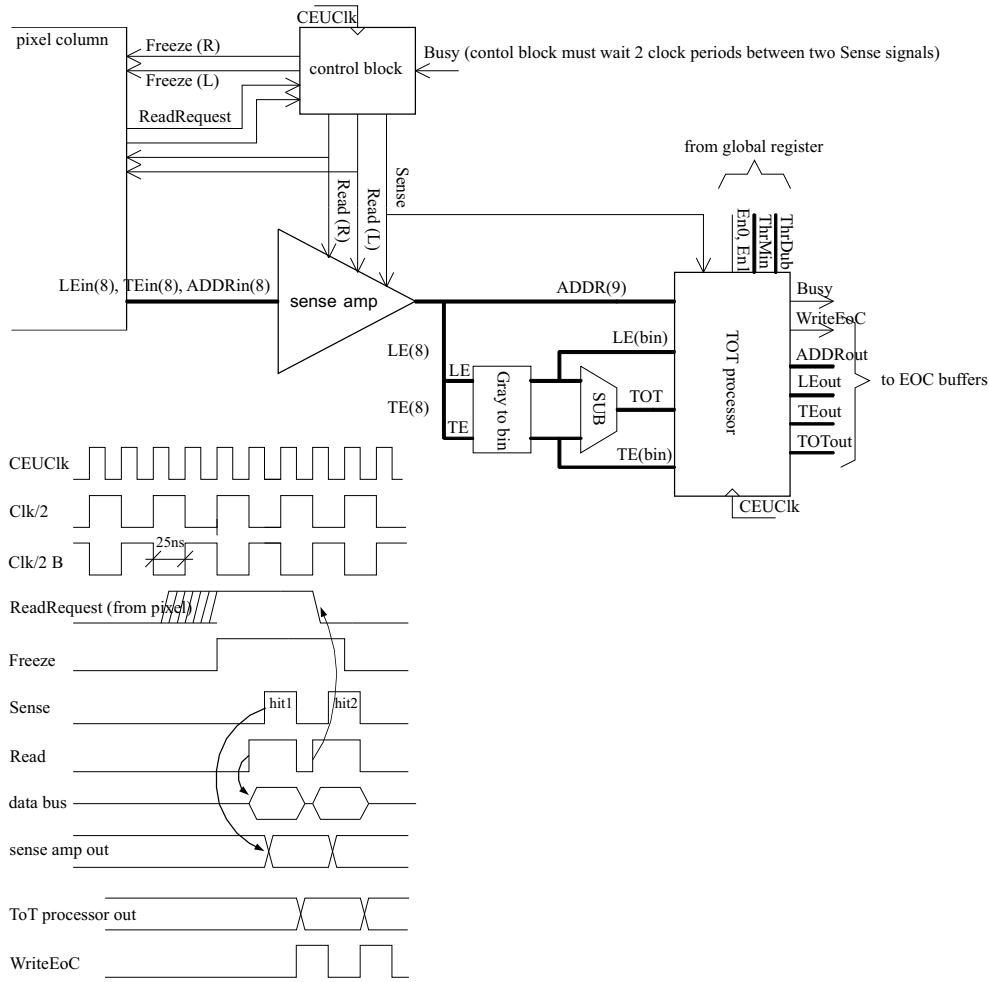 CEUClk
pixel column
Freeze (R)
Freeze (L)
control block
Busy (contol block must wait 2 clock periods between two Sense signals)
ReadRequest
Read (R)
Read (L)
Sense
from global register
En0, En1
ThrMin
ThrDub
LEin(8), TEin(8), ADDRin(8)
sense amp
ADDR(9)
LE(8)
TE(8)
LE
TE
Gray to bin
SUB
LE(bin)
TOT
TE(bin)
TOT processor
Busy
WriteEoC
ADDRout
LEout
TEout
TOTout
to EOC buffers
CEUClk
CEUClk
Clk/2
Clk/2 B
25ns
ReadRequest (from pixel)
Freeze
Sense
hit1
hit2
Read
data bus
sense amp out
ToT processor out
WriteEoC